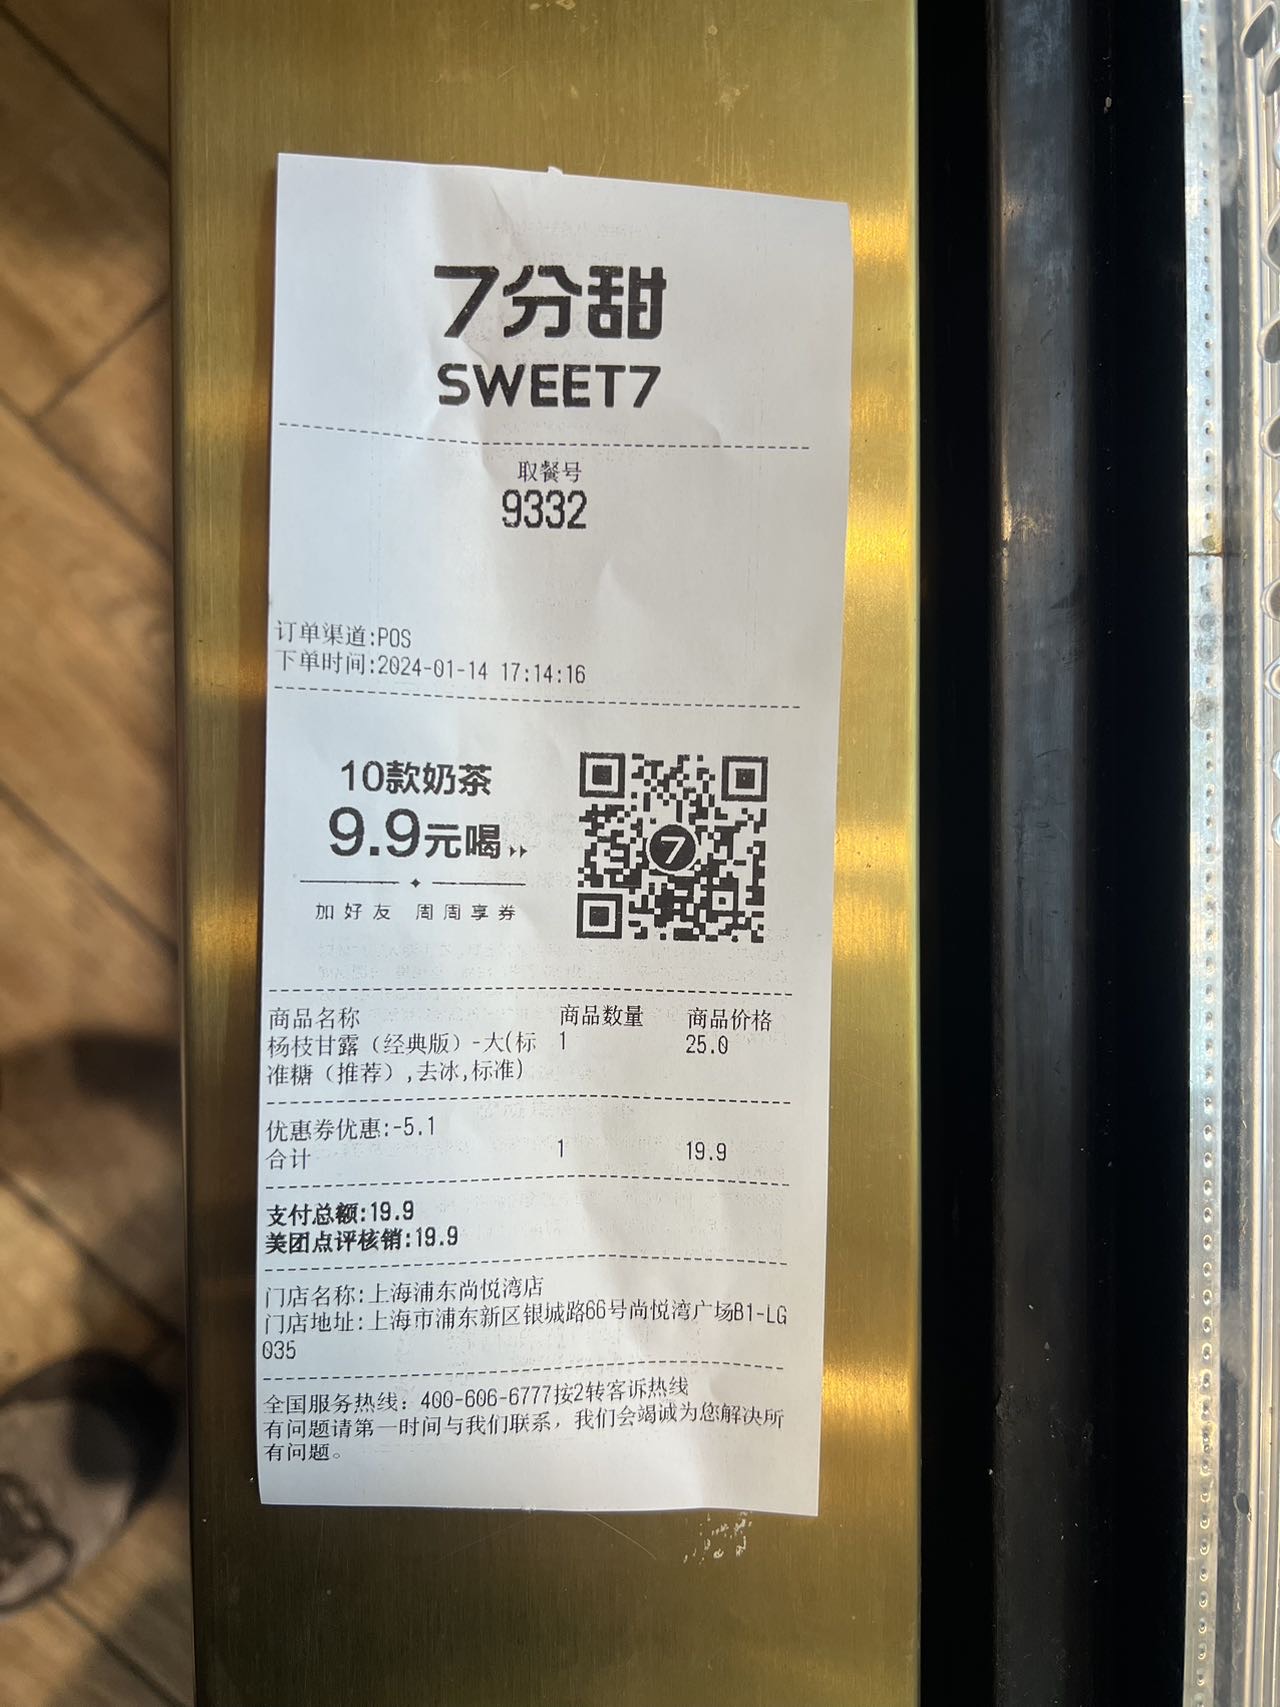 7分甜
SWEET7
取餐号
9332
订单渠道:POS
下单时间:2024-01-14 17:14:16
10款奶茶
9.9元喝
加好友 周周享券
7
商品名称 商品数量 商品价格
杨枝甘露（经典版）-大(标 1 25.0
准糖（推荐）,去冰,标准)
优惠券优惠:-5.1
合计 1 19.9
支付总额:19.9
美团点评核销:19.9
门店名称:上海浦东尚悦湾店
门店地址:上海市浦东新区银城路66号尚悦湾广场B1-LG
035
全国服务热线：400-606-6777按2转客诉热线
有问题请第一时间与我们联系，我们会竭诚为您解决所
有问题。